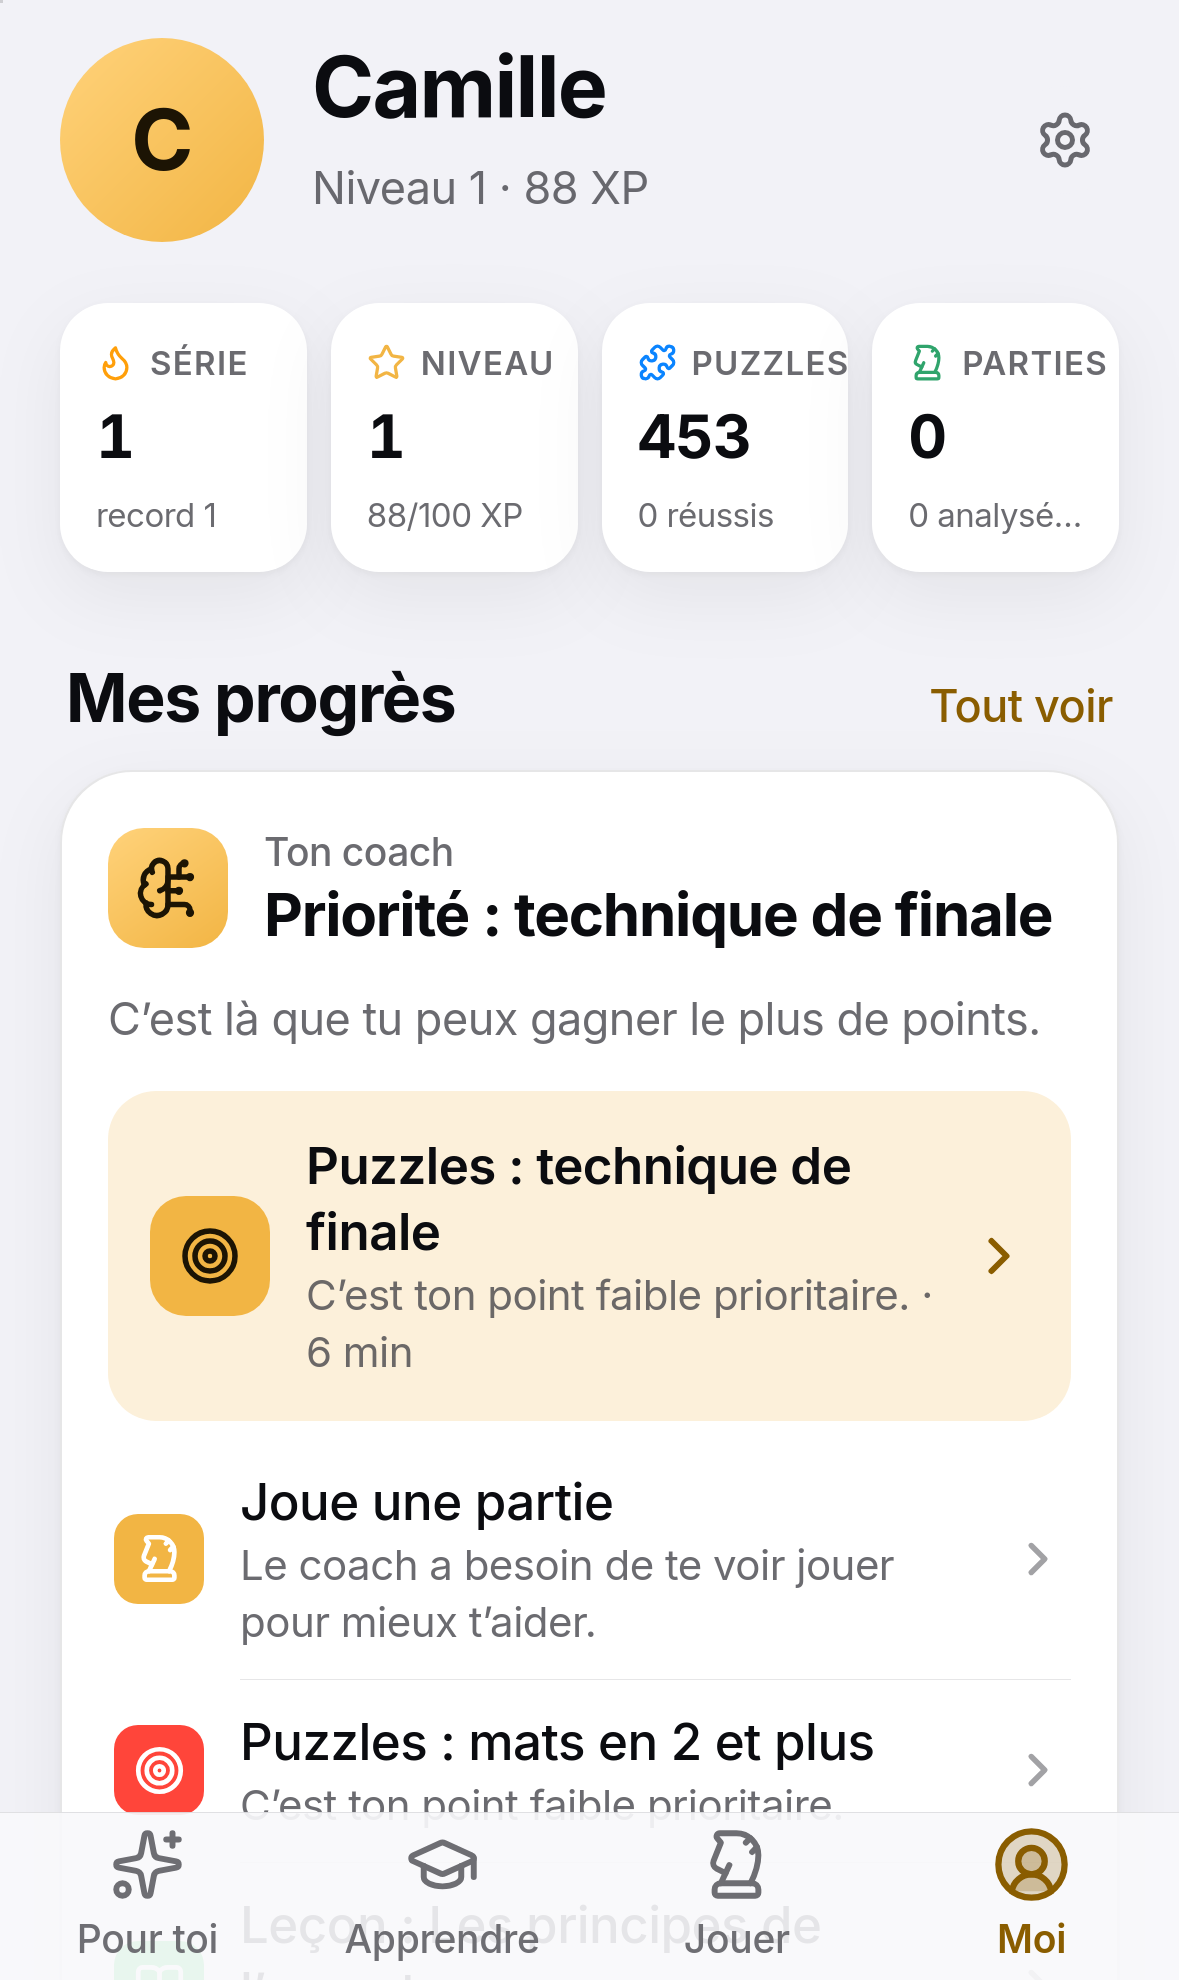 C
Camille
Niveau 1 · 88 XP
SÉRIE
1
record 1
NIVEAU
1
88/100 XP
PUZZLES
453
0 réussis
PARTIES
0
0 analysé…
Mes progrès
Tout voir
Ton coach
Priorité : technique de finale
C’est là que tu peux gagner le plus de points.
Puzzles : technique de
finale
C’est ton point faible prioritaire. ·
6 min
Joue une partie
Le coach a besoin de te voir jouer
pour mieux t’aider.
Puzzles : mats en 2 et plus
C’est ton point faible prioritaire.
Leçon : Les principes de
Pour toi
Apprendre
Jouer
Moi